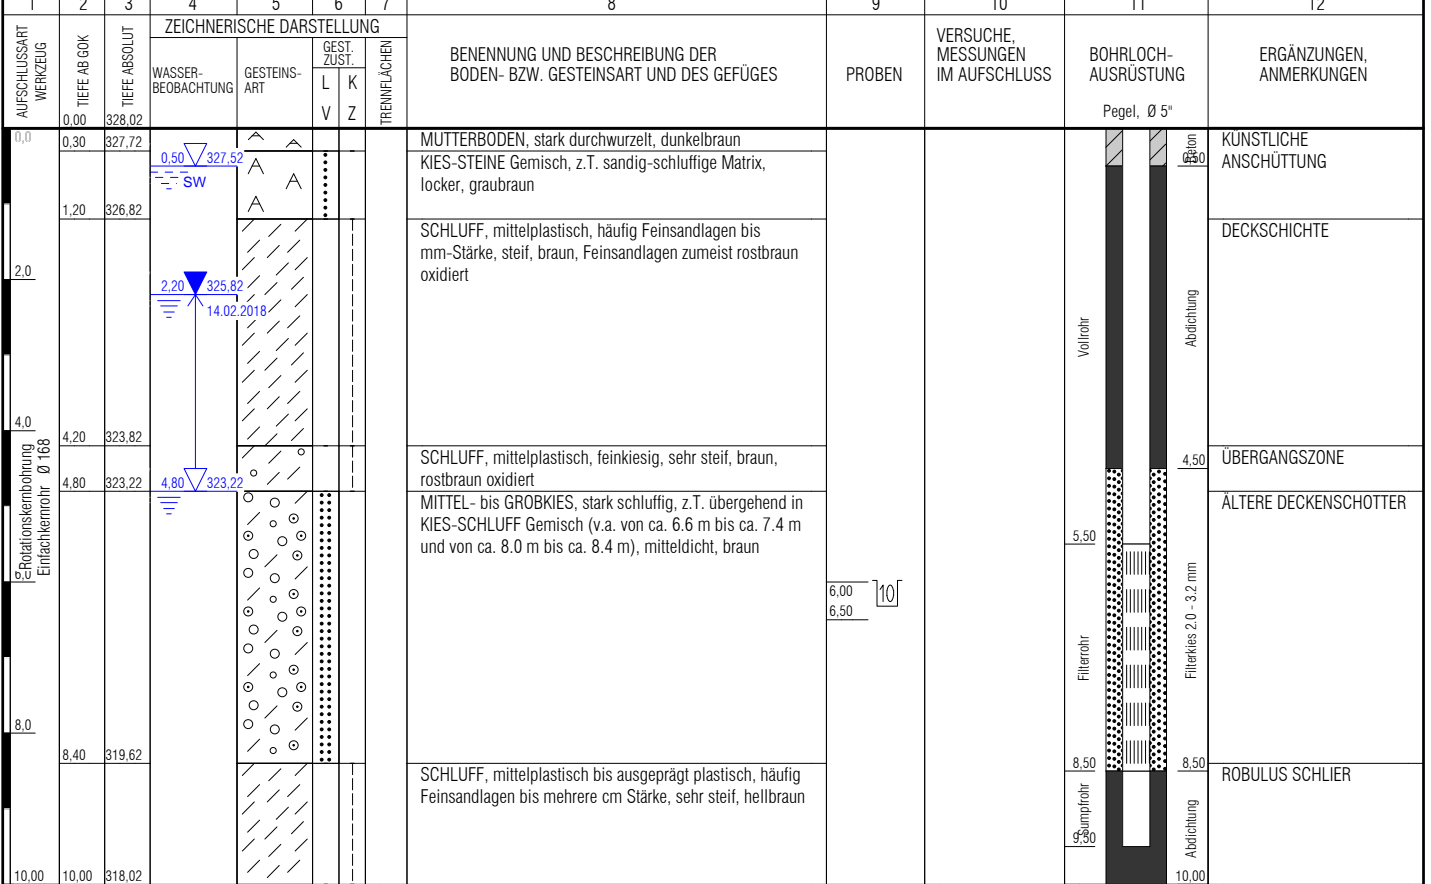 1 2 3 4 5 6 7 8 9 10 11 12
AUFSCHLUSSART
WERKZEUG
TIEFE AB GOK
0,00
TIEFE ABSOLUT
328,02
ZEICHNERISCHE DARSTELLUNG
WASSER-
BEOBACHTUNG
GESTEINS-
ART
GEST.
ZUST.
L K
V Z
TRENNFLÄCHEN
BENENNUNG UND BESCHREIBUNG DER
BODEN- BZW. GESTEINSART UND DES GEFÜGES
PROBEN
VERSUCHE,
MESSUNGEN
IM AUFSCHLUSS
BOHRLOCH-
AUSRÜSTUNG
Pegel, Ø 5"
ERGÄNZUNGEN,
ANMERKUNGEN
0,0
0,30 327,72
MUTTERBODEN, stark durchwurzelt, dunkelbraun
KÜNSTLICHE
ANSCHÜTTUNG
Beton
0,50
0,50 327,52
SW
KIES-STEINE Gemisch, z.T. sandig-schluffige Matrix,
locker, graubraun
1,20 326,82
SCHLUFF, mittelplastisch, häufig Feinsandlagen bis
mm-Stärke, steif, braun, Feinsandlagen zumeist rostbraun
oxidiert
DECKSCHICHTE
2,0
2,20 325,82
14.02.2018
Vollrohr
Abdichtung
4,0
4,20 323,82
Rotationskernbohrung
Einfachkernrohr Ø 168
SCHLUFF, mittelplastisch, feinkiesig, sehr steif, braun,
rostbraun oxidiert
4,50
ÜBERGANGSZONE
4,80 323,22
4,80 323,22
MITTEL- bis GROBKIES, stark schluffig, z.T. übergehend in
KIES-SCHLUFF Gemisch (v.a. von ca. 6.6 m bis ca. 7.4 m
und von ca. 8.0 m bis ca. 8.4 m), mitteldicht, braun
ÄLTERE DECKENSCHOTTER
5,50
6,0
6,00
6,50
10
Filterrohr
Filterkies 2.0 - 3.2 mm
8,0
8,40 319,62
8,50
8,50
SCHLUFF, mittelplastisch bis ausgeprägt plastisch, häufig
Feinsandlagen bis mehrere cm Stärke, sehr steif, hellbraun
ROBULUS SCHLIER
Sumpfrohr
9,50
Abdichtung
10,00 10,00 318,02
10,00